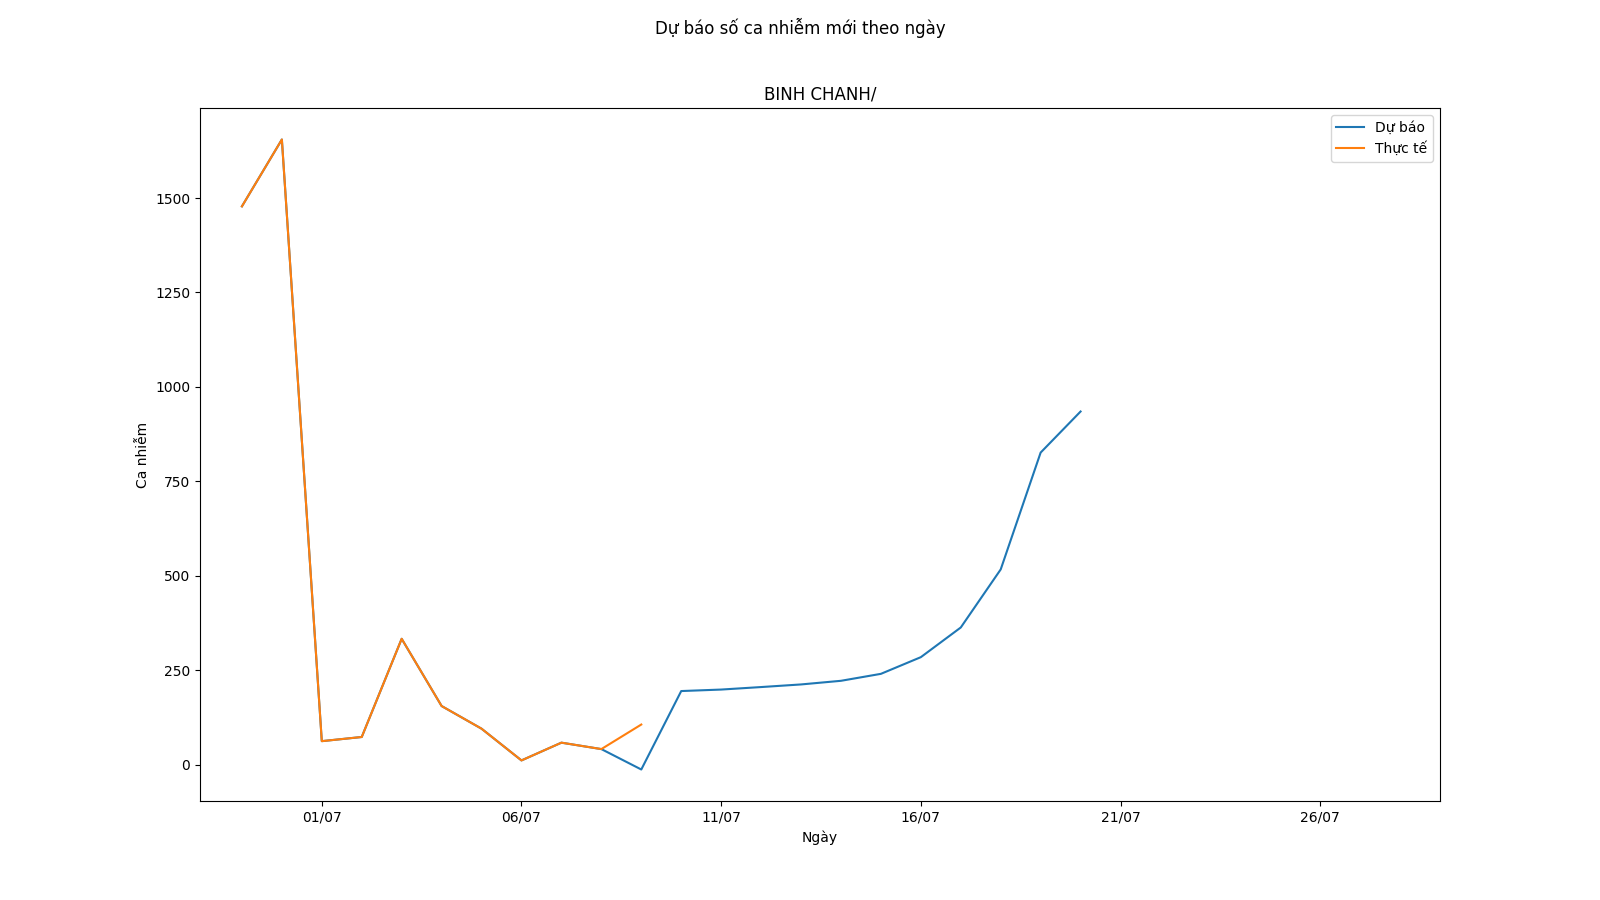 Dự báo số ca nhiễm mới theo ngày
BINH CHANH/
Dự báo
Thực tế
1500
1250
1000
750
500
250
0
Ca nhiễm
01/07
06/07
11/07
16/07
21/07
26/07
Ngày